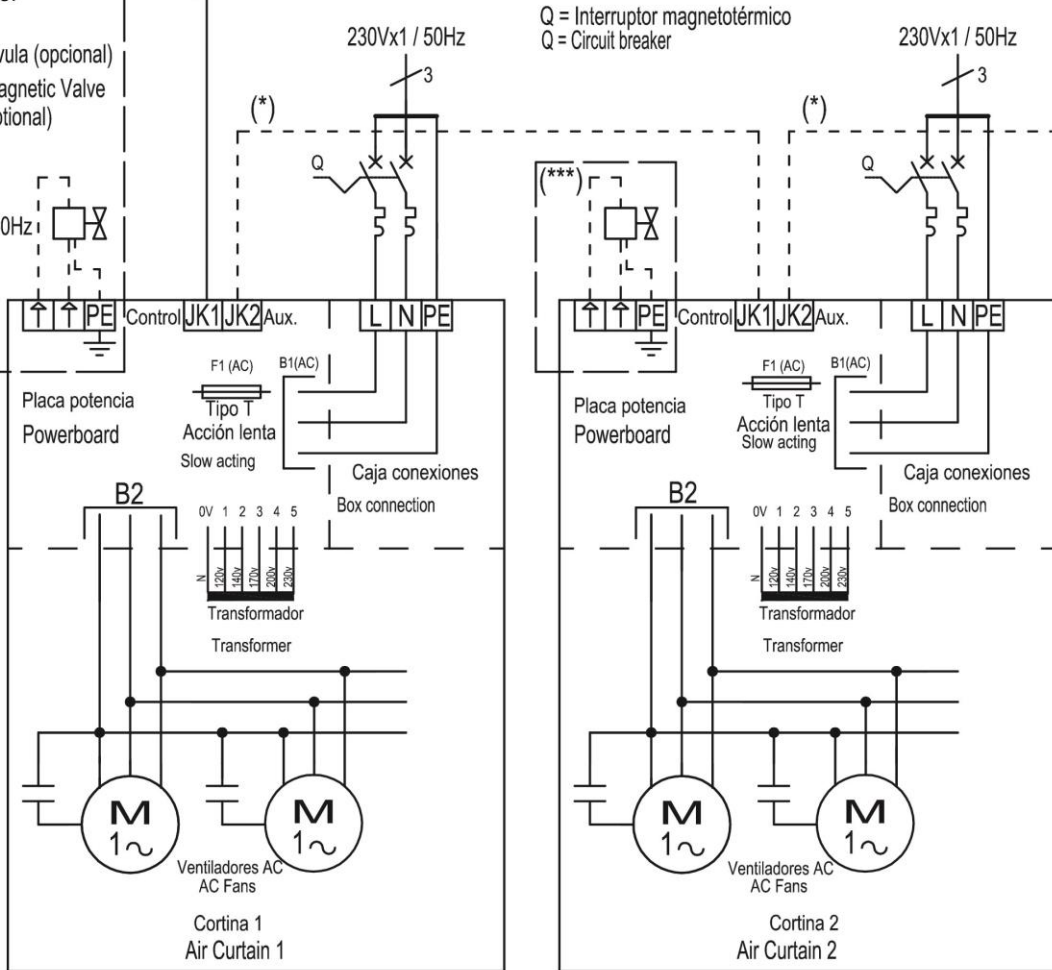 Q = Interruptor magnetotérmico
Q = Circuit breaker
(opcional)
Magnetic Valve
230Vx1 / 50Hz
3
(*)
Q
PE
Control JK1 JK2 Aux.
L N PE
F1 (AC)
B1(AC)
Tipo T
Acción lenta
Slow acting
Placa potencia
Powerboard
Caja conexiones
Box connection
B2
0V 1 2 3 4 5
N 120v 140v 170v 200v 230v
Transformador
Transformer
M
1~
M
1~
Ventiladores AC
AC Fans
Cortina 1
Air Curtain 1
230Vx1 / 50Hz
3
(*)
Q
(***)
PE
Control JK1 JK2 Aux.
L N PE
F1 (AC)
B1(AC)
Tipo T
Acción lenta
Slow acting
Placa potencia
Powerboard
Caja conexiones
Box connection
B2
0V 1 2 3 4 5
N 120v 140v 170v 200v 230v
Transformador
Transformer
M
1~
M
1~
Ventiladores AC
AC Fans
Cortina 2
Air Curtain 2